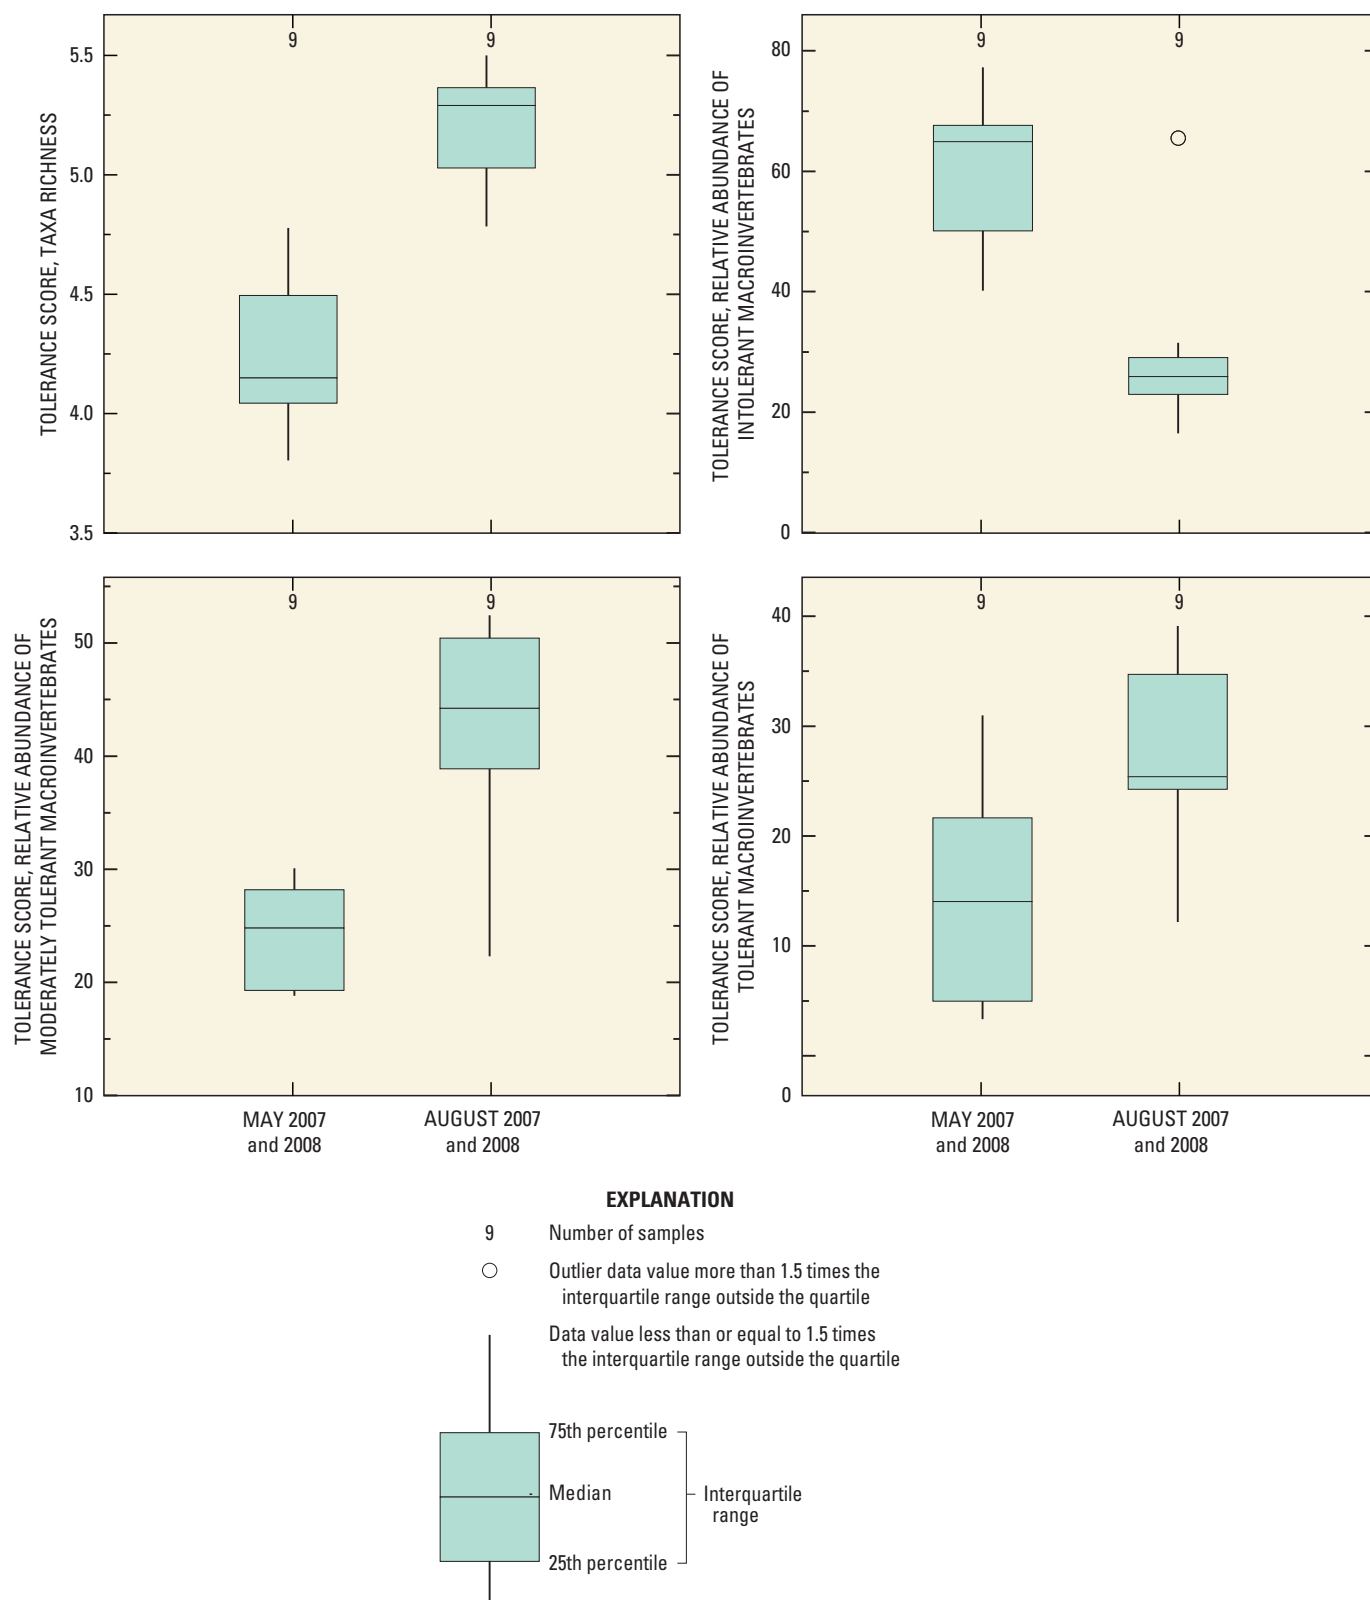 TOLERANCE SCORE, TAXA RICHNESS
5.5
5.0
4.5
4.0
3.5
9
9
TOLERANCE SCORE, RELATIVE ABUNDANCE OF
INTOLERANT MACROINVERTEBRATES
80
60
40
20
0
9
9
TOLERANCE SCORE, RELATIVE ABUNDANCE OF
MODERATELY TOLERANT MACROINVERTEBRATES
50
40
30
20
10
9
9
MAY 2007
and 2008
AUGUST 2007
and 2008
TOLERANCE SCORE, RELATIVE ABUNDANCE OF
TOLERANT MACROINVERTEBRATES
40
30
20
10
0
9
9
MAY 2007
and 2008
AUGUST 2007
and 2008
EXPLANATION
9 Number of samples
Outlier data value more than 1.5 times the
interquartile range outside the quartile
Data value less than or equal to 1.5 times
the interquartile range outside the quartile
75th percentile
Median
Interquartile
range
25th percentile